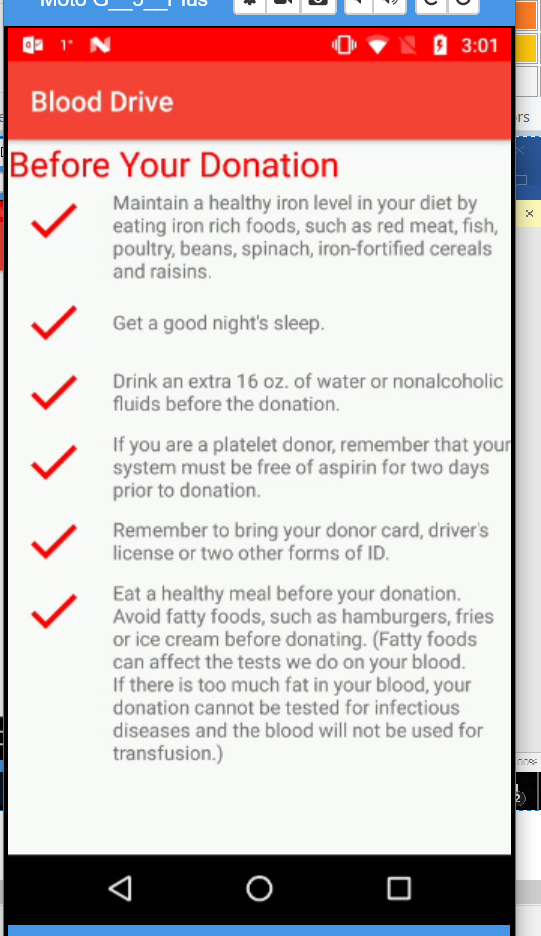 Moto G__5__Plus
1°
3:01
Blood Drive
Before Your Donation
Maintain a healthy iron level in your diet by
eating iron rich foods, such as red meat, fish,
poultry, beans, spinach, iron-fortified cereals
and raisins.
Get a good night's sleep.
Drink an extra 16 oz. of water or nonalcoholic
fluids before the donation.
If you are a platelet donor, remember that your
system must be free of aspirin for two days
prior to donation.
Remember to bring your donor card, driver's
license or two other forms of ID.
Eat a healthy meal before your donation.
Avoid fatty foods, such as hamburgers, fries
or ice cream before donating. (Fatty foods
can affect the tests we do on your blood.
If there is too much fat in your blood, your
donation cannot be tested for infectious
diseases and the blood will not be used for
transfusion.)